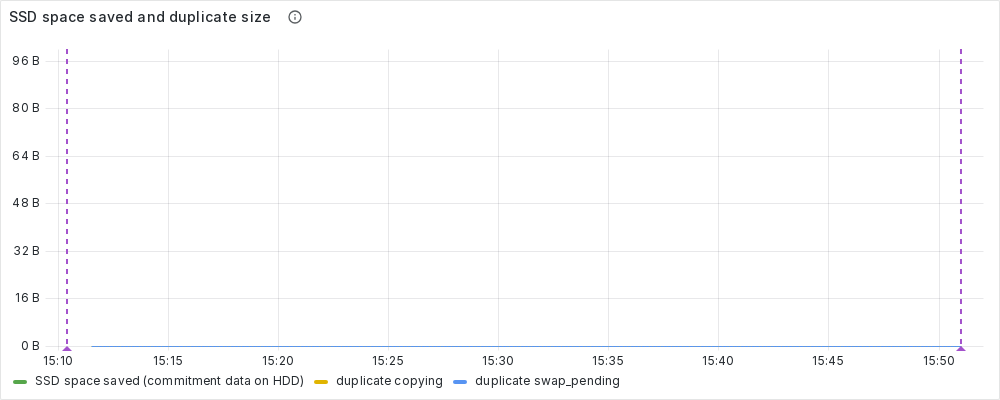 SSD space saved and duplicate size
96 B
80 B
64 B
48 B
32 B
16 B
0 B
15:10 15:15 15:20 15:25 15:30 15:35 15:40 15:45 15:50
SSD space saved (commitment data on HDD) duplicate copying duplicate swap_pending